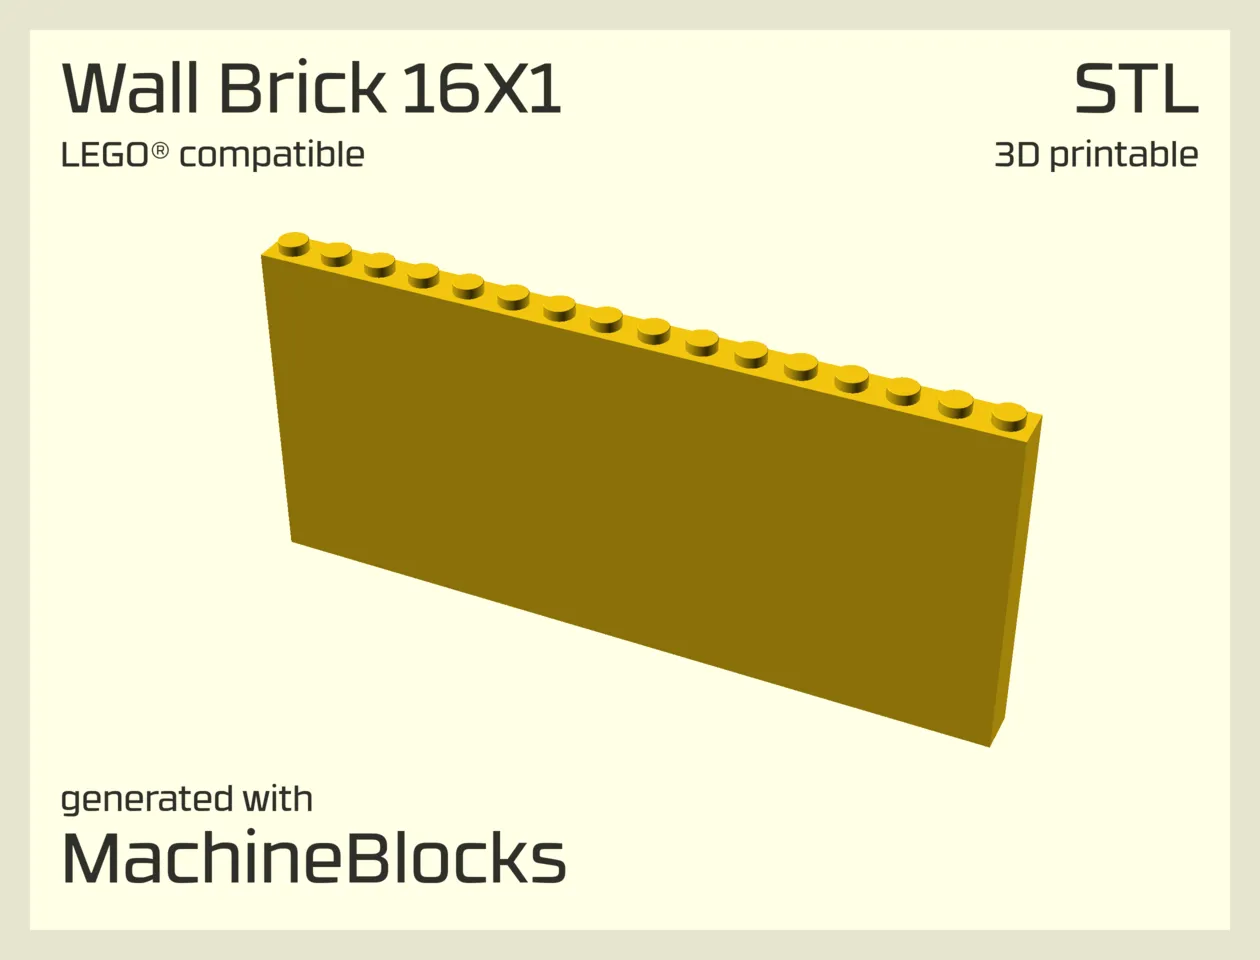 Wall Brick 16X1
LEGO® compatible
STL
3D printable
generated with
MachineBlocks